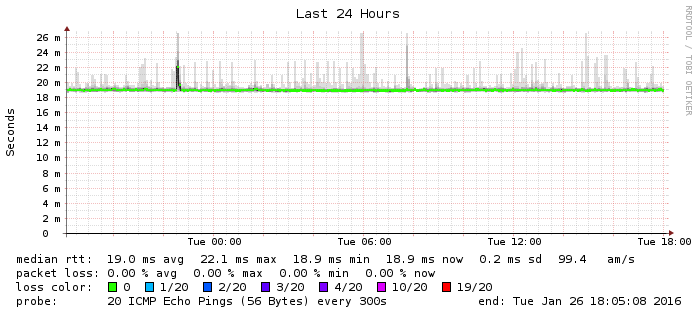 Last 24 Hours
RRDTOOL / TOBI OETIKER
Seconds
26 m
24 m
22 m
20 m
18 m
16 m
14 m
12 m
10 m
8 m
6 m
4 m
2 m
0
Tue 00:00 Tue 06:00 Tue 12:00 Tue 18:00
median rtt: 19.0 ms avg 22.1 ms max 18.9 ms min 18.9 ms now 0.2 ms sd 99.4 am/s
packet loss: 0.00 % avg 0.00 % max 0.00 % min 0.00 % now
loss color: 0 1/20 2/20 3/20 4/20 10/20 19/20
probe: 20 ICMP Echo Pings (56 Bytes) every 300s end: Tue Jan 26 18:05:08 2016